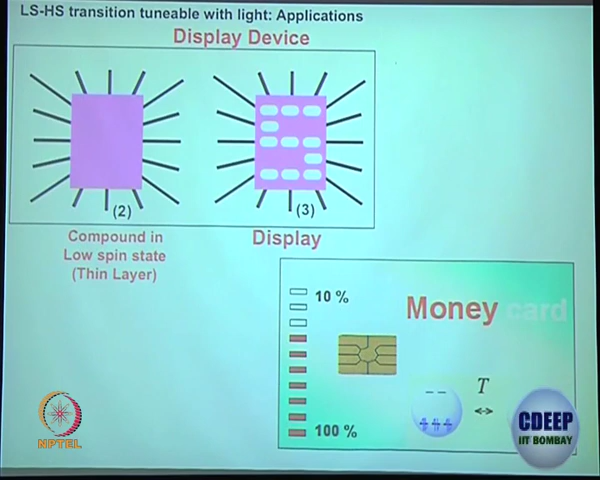 LS-HS transition tuneable with light: Applications
Display Device
(2)
(3)
Compound in
Low spin state
(Thin Layer)
Display
10 %
Money card
T
100 %
NPTEL
CDEEP
IIT BOMBAY